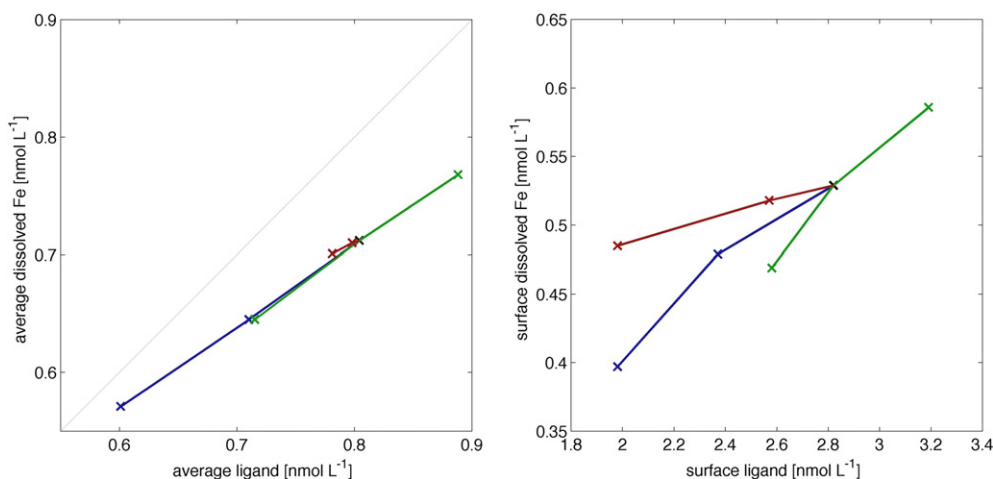 0.9
0.8
0.7
0.6
average dissolved Fe [nmol L⁻¹]
0.6 0.7 0.8 0.9
average ligand [nmol L⁻¹]
0.65
0.6
0.55
0.5
0.45
0.4
0.35
surface dissolved Fe [nmol L⁻¹]
1.8 2 2.2 2.4 2.6 2.8 3 3.2 3.4
surface ligand [nmol L⁻¹]